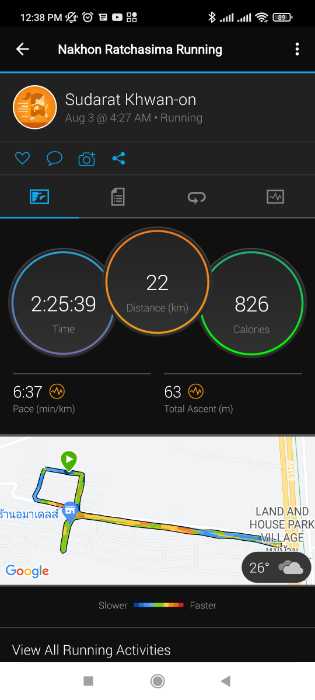 12:38 PM
89
Nakhon Ratchasima Running
Sudarat Khwan-on
Aug 3 @ 4:27 AM • Running
2:25:39
Time
22
Distance (km)
826
Calories
6:37
Pace (min/km)
63
Total Ascent (m)
ร้านอมาเดลส์
LAND AND
HOUSE PARK
VILLAGE
Google
26°
Slower
Faster
View All Running Activities